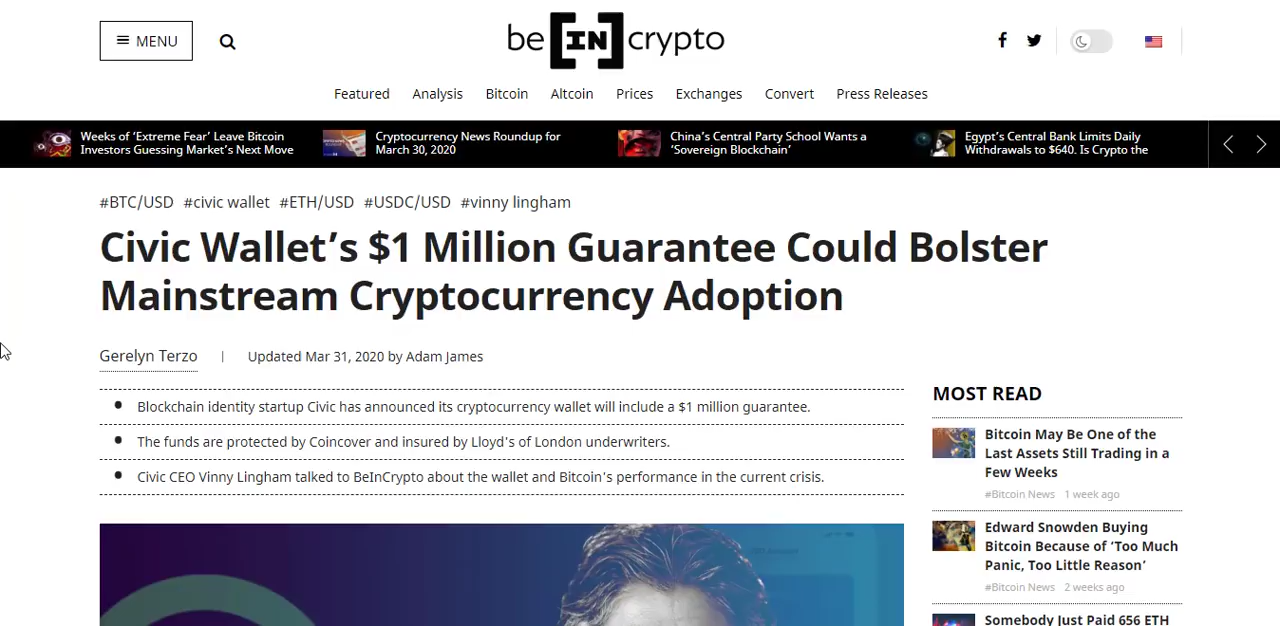 MENU
be[IN]crypto
Featured Analysis Bitcoin Altcoin Prices Exchanges Convert Press Releases
Weeks of ‘Extreme Fear’ Leave Bitcoin
Investors Guessing Market’s Next Move
Cryptocurrency News Roundup for
March 30, 2020
China’s Central Party School Wants a
‘Sovereign Blockchain’
Egypt’s Central Bank Limits Daily
Withdrawals to $640. Is Crypto the
#BTC/USD #civic wallet #ETH/USD #USDC/USD #vinny lingham
Civic Wallet’s $1 Million Guarantee Could Bolster
Mainstream Cryptocurrency Adoption
Gerelyn Terzo | Updated Mar 31, 2020 by Adam James
Blockchain identity startup Civic has announced its cryptocurrency wallet will include a $1 million guarantee.
The funds are protected by Coincover and insured by Lloyd's of London underwriters.
Civic CEO Vinny Lingham talked to BeInCrypto about the wallet and Bitcoin's performance in the current crisis.
MOST READ
Bitcoin May Be One of the
Last Assets Still Trading in a
Few Weeks
#Bitcoin News 1 week ago
Edward Snowden Buying
Bitcoin Because of ‘Too Much
Panic, Too Little Reason’
#Bitcoin News 2 weeks ago
Somebody Just Paid 656 ETH